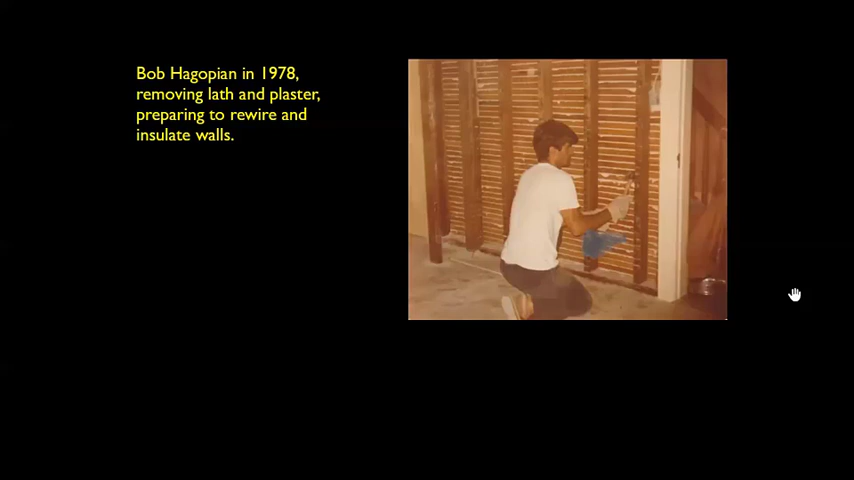 Bob Hagopian in 1978,
removing lath and plaster,
preparing to rewire and
insulate walls.